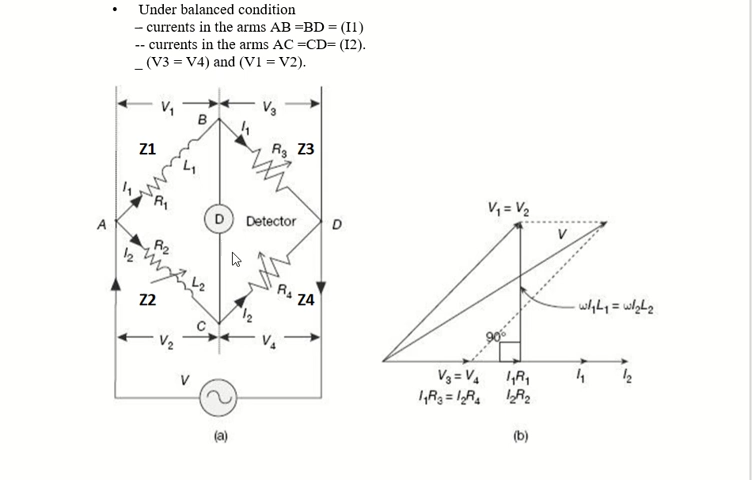 • Under balanced condition
– currents in the arms AB =BD = (I1)
-- currents in the arms AC =CD= (I2).
_ (V3 = V4) and (V1 = V2).
V₁ V₃
B
I₁
Z1 R₃ Z3
L₁
I₁
R₁
A D Detector D
I₂ R₂
L₂
R₄
Z2 Z4
C I₂
V₂ V₄
V
(a)
V₁ = V₂
V
ωI₁L₁ = ωI₂L₂
90°
V₃ = V₄ I₁R₁ I₁ I₂
I₁R₃ = I₂R₄ I₂R₂
(b)